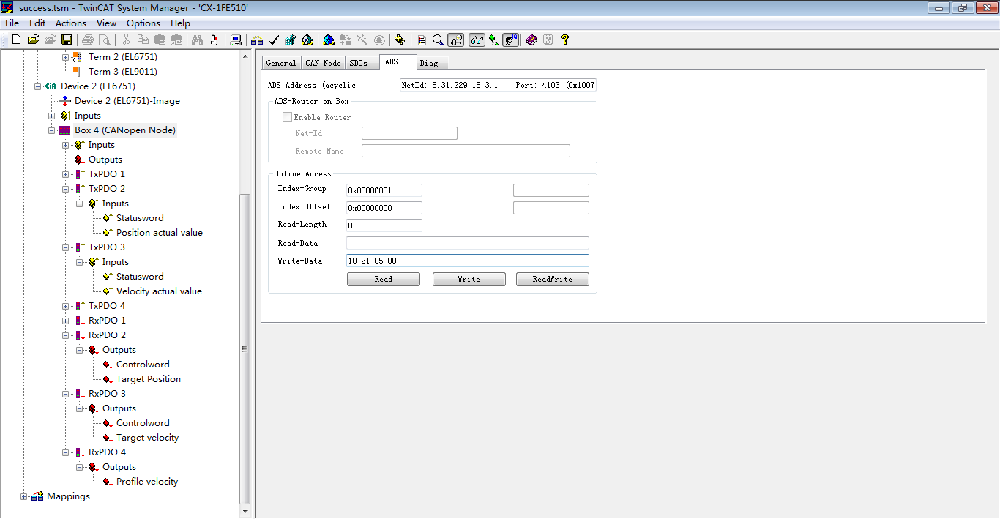 success.tsm - TwinCAT System Manager - 'CX-1FE510'
File Edit Actions View Options Help
Term 2 (EL6751)
Term 3 (EL9011)
Device 2 (EL6751)
Device 2 (EL6751)-Image
Inputs
Box 4 (CANopen Node)
Inputs
Outputs
TxPDO 1
TxPDO 2
Inputs
Statusword
Position actual value
TxPDO 3
Inputs
Statusword
Velocity actual value
TxPDO 4
RxPDO 1
RxPDO 2
Outputs
Controlword
Target Position
RxPDO 3
Outputs
Controlword
Target velocity
RxPDO 4
Outputs
Profile velocity
Mappings
General CAN Node SDOs ADS Diag
ADS Address (acyclic NetId: 5.31.229.16.3.1 Port: 4103 (0x1007
ADS-Router on Box
Enable Router
Net-Id:
Remote Name:
Online-Access
Index-Group 0x00006081
Index-Offset 0x00000000
Read-Length 0
Read-Data
Write-Data 10 21 05 00
Read Write ReadWrite